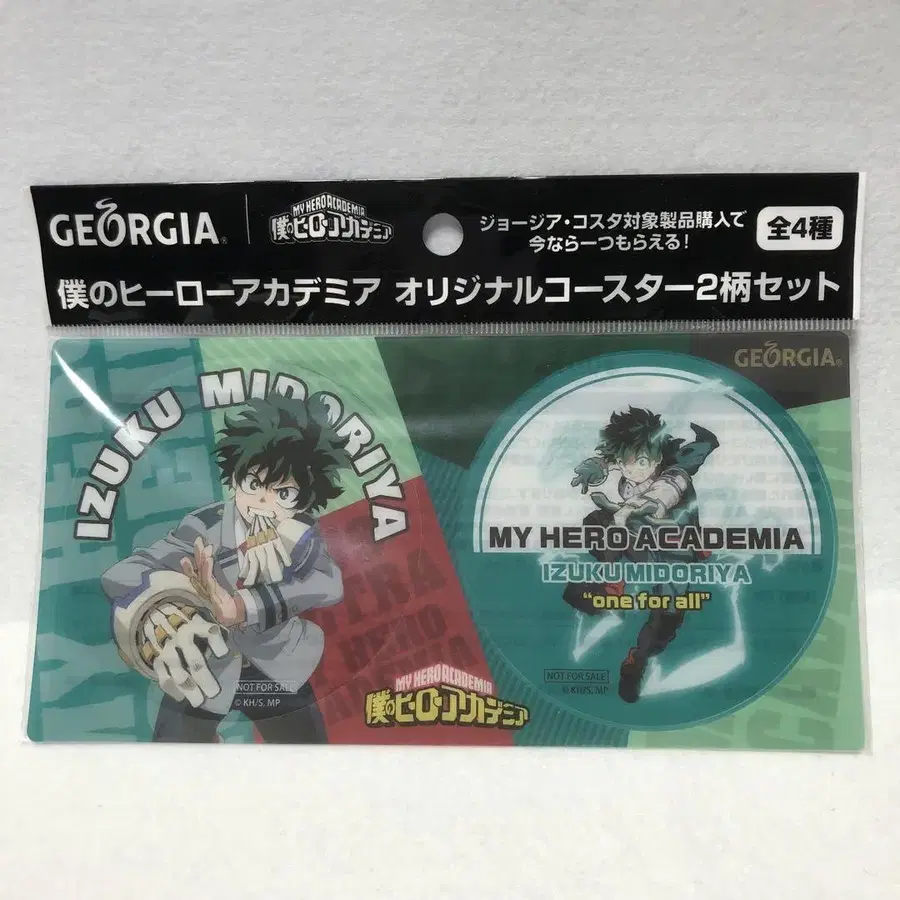 GEORGIA®
MY HERO ACADEMIA
僕のヒーローアカデミア
ジョージア・コスタ対象製品購入で
今なら一つもらえる!
全4種
僕のヒーローアカデミア オリジナルコースター2柄セット
IZUKU MIDORIYA
NOT FOR SALE
© KH/S, MP
MY HERO ACADEMIA
僕のヒーローアカデミア
GEORGIA®
MY HERO ACADEMIA
IZUKU MIDORIYA
"one for all"
NOT FOR SALE
© KH/S, MP